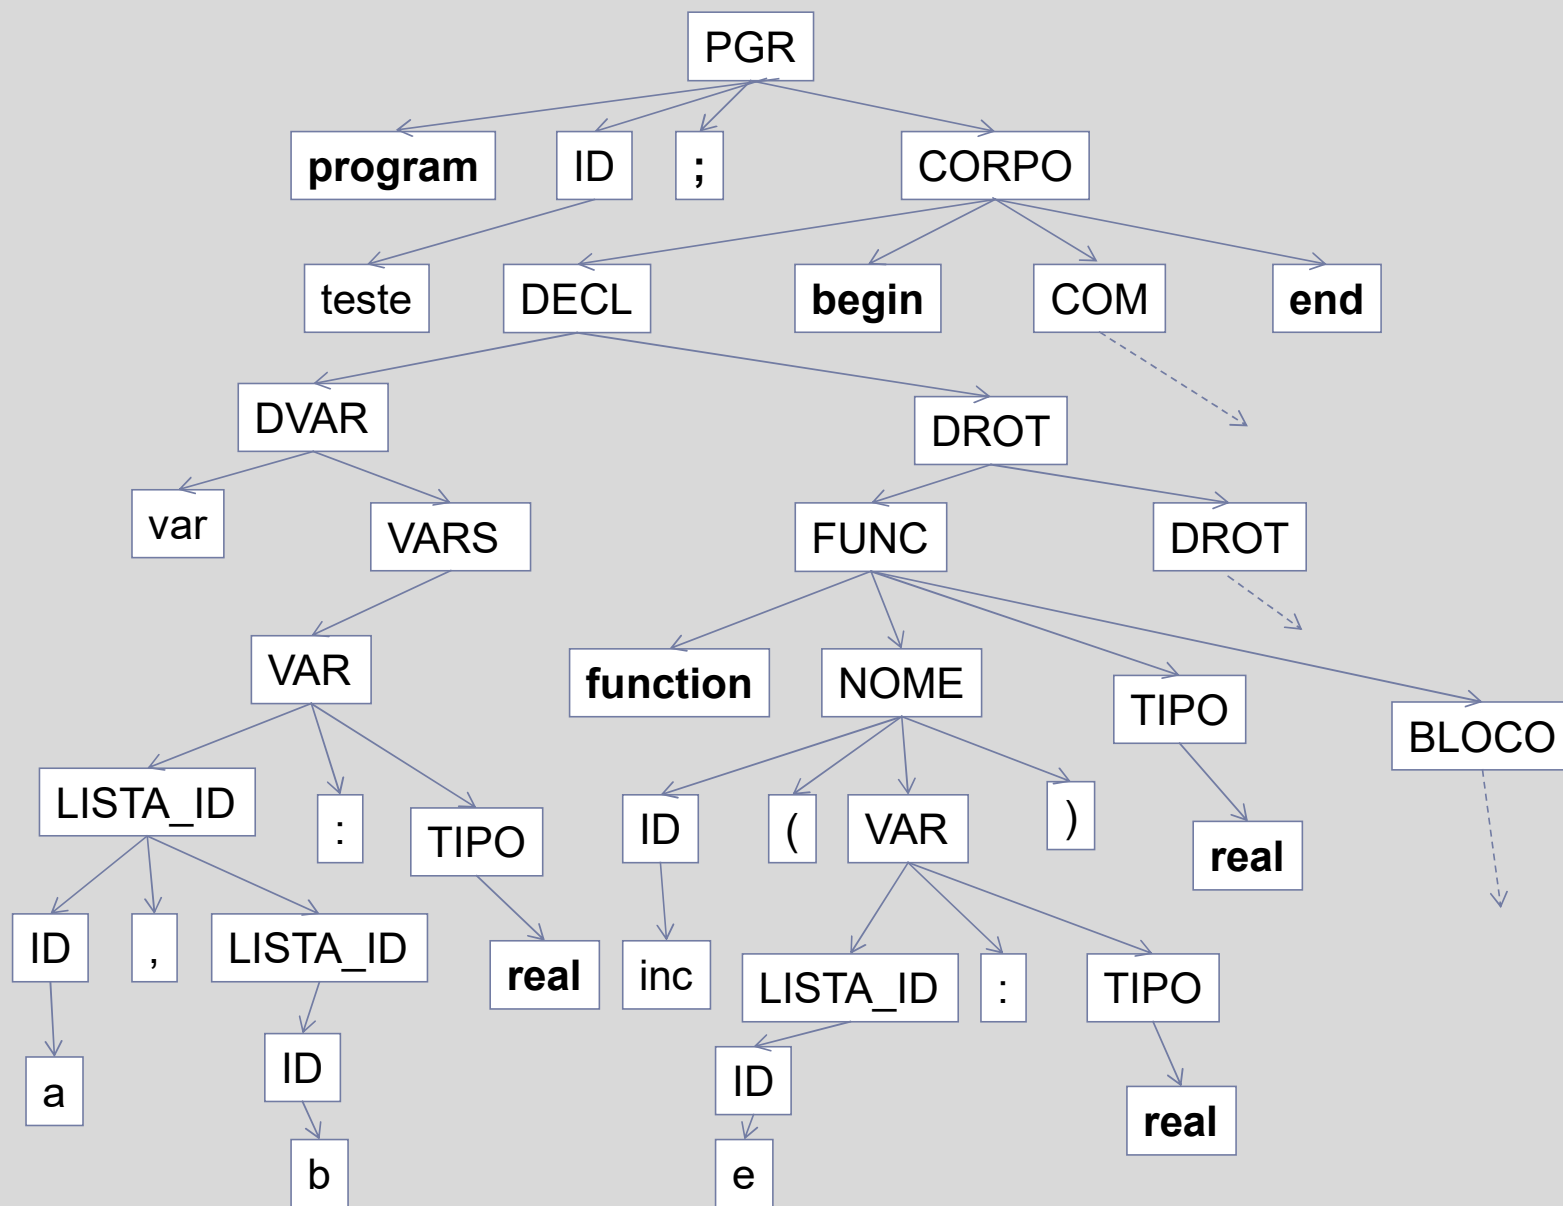 PGR
program ID ; CORPO
teste DECL begin COM end
DVAR DROT
var VARS FUNC DROT
VAR function NOME TIPO BLOCO
LISTA_ID : TIPO ID ( VAR ) real
ID , LISTA_ID real inc LISTA_ID : TIPO
a ID ID real
b e